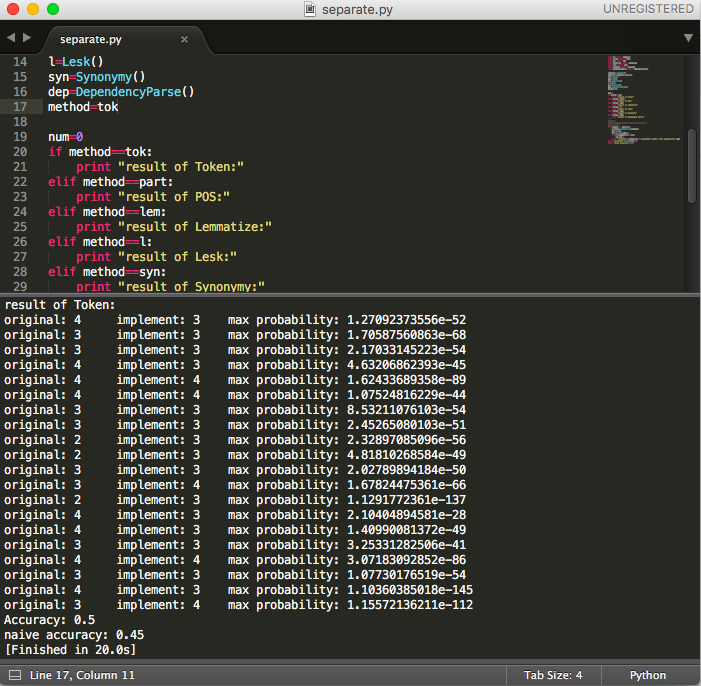 separate.py
UNREGISTERED
separate.py
14 l=Lesk()
15 syn=Synonymy()
16 dep=DependencyParse()
17 method=tok
18
19 num=0
20 if method==tok:
21 print "result of Token:"
22 elif method==part:
23 print "result of POS:"
24 elif method==lem:
25 print "result of Lemmatize:"
26 elif method==l:
27 print "result of Lesk:"
28 elif method==syn:
29 print "result of Synonymy:"
result of Token:
original: 4 implement: 3 max probability: 1.27092373556e-52
original: 3 implement: 3 max probability: 1.70587560863e-68
original: 3 implement: 3 max probability: 2.17033145223e-54
original: 4 implement: 3 max probability: 4.63206862393e-45
original: 4 implement: 4 max probability: 1.62433689358e-89
original: 4 implement: 4 max probability: 1.07524816229e-44
original: 3 implement: 3 max probability: 8.53211076103e-54
original: 3 implement: 3 max probability: 2.45265080103e-51
original: 2 implement: 3 max probability: 2.32897085096e-56
original: 2 implement: 3 max probability: 4.81810268584e-49
original: 3 implement: 3 max probability: 2.02789894184e-50
original: 3 implement: 4 max probability: 1.67824475361e-66
original: 2 implement: 3 max probability: 1.1291772361e-137
original: 4 implement: 3 max probability: 2.10404894581e-28
original: 4 implement: 3 max probability: 1.40990081372e-49
original: 3 implement: 3 max probability: 3.25331282506e-41
original: 4 implement: 4 max probability: 3.07183092852e-86
original: 3 implement: 3 max probability: 1.07730176519e-54
original: 4 implement: 3 max probability: 1.10360385018e-145
original: 3 implement: 4 max probability: 1.15572136211e-112
Accuracy: 0.5
naive accuracy: 0.45
[Finished in 20.0s]
Line 17, Column 11
Tab Size: 4
Python